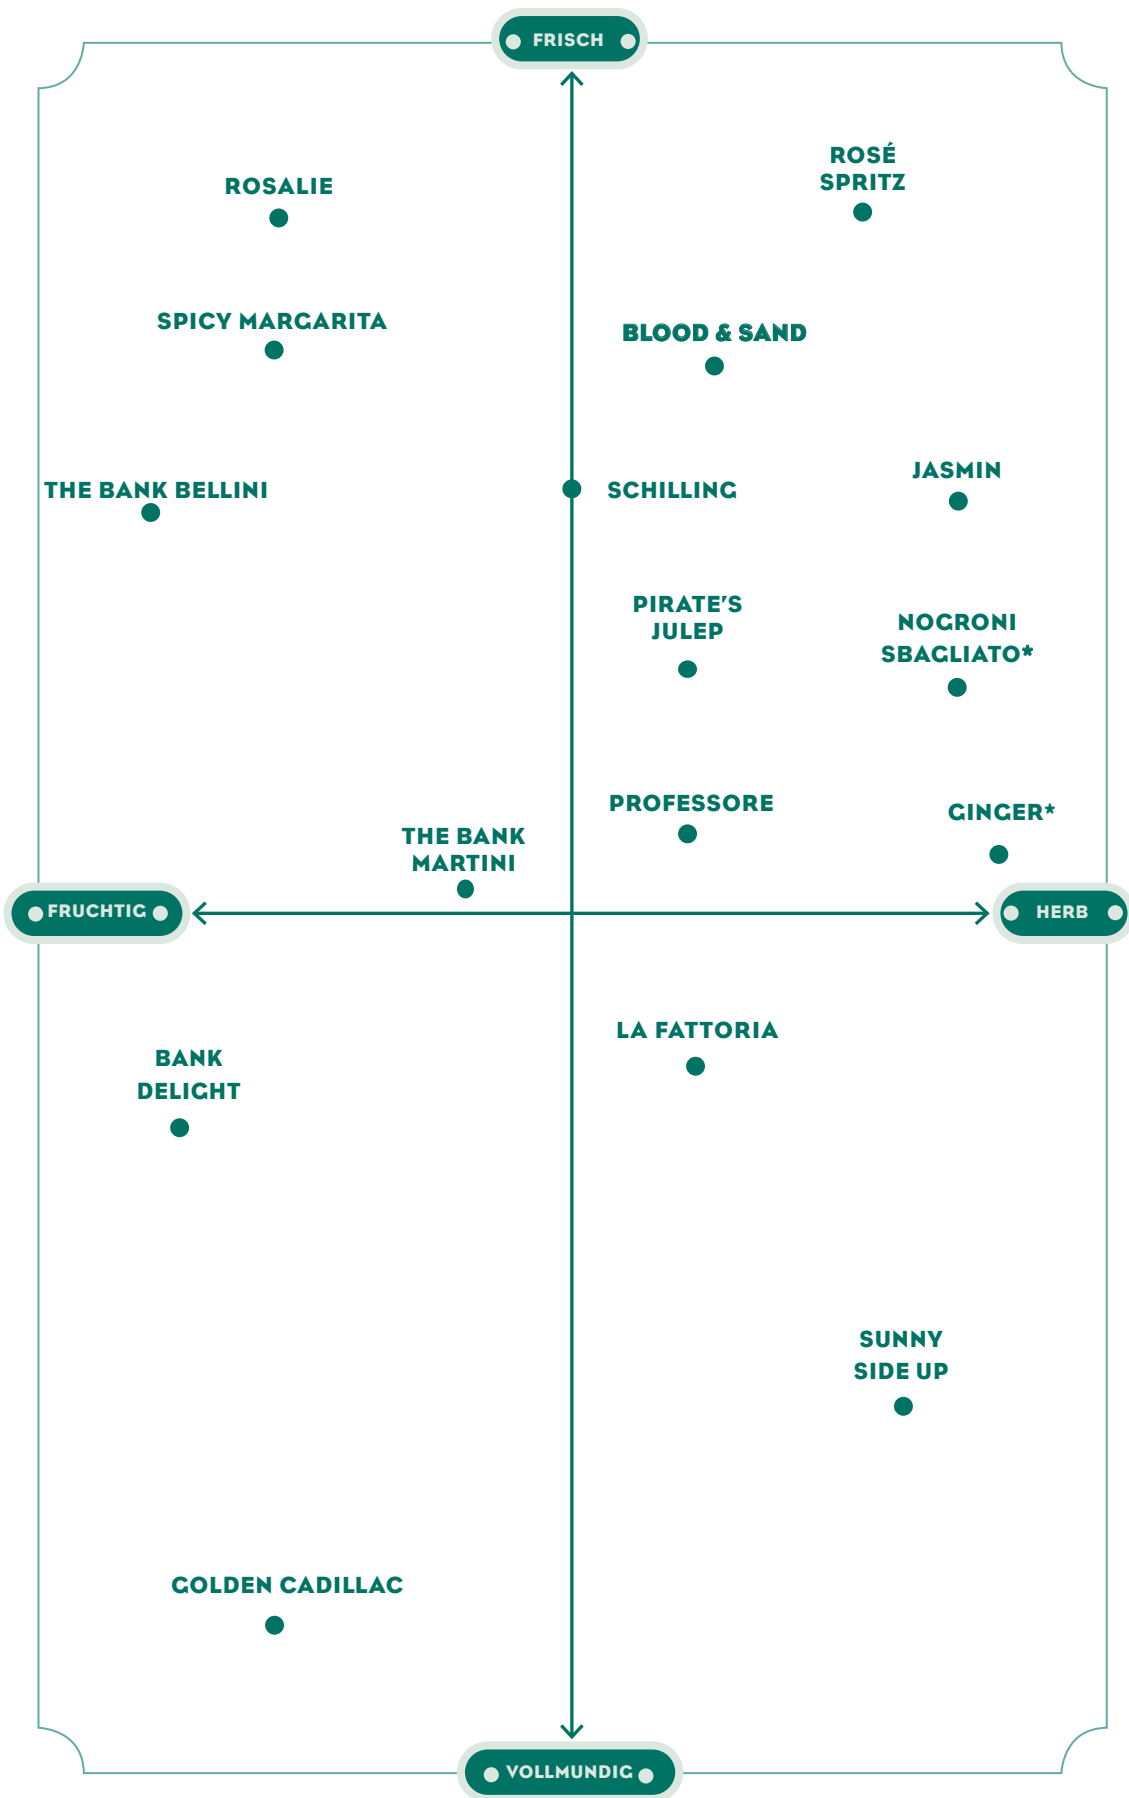 FRISCH
ROSÉ
SPRITZ
ROSALIE
SPICY MARGARITA
BLOOD & SAND
THE BANK BELLINI
SCHILLING
JASMIN
PIRATE'S
JULEP
NOGRONI
SBAGLIATO*
PROFESSORE
GINGER*
THE BANK
MARTINI
FRUCHTIG
HERB
LA FATTORIA
BANK
DELIGHT
SUNNY
SIDE UP
GOLDEN CADILLAC
VOLLMUNDIG